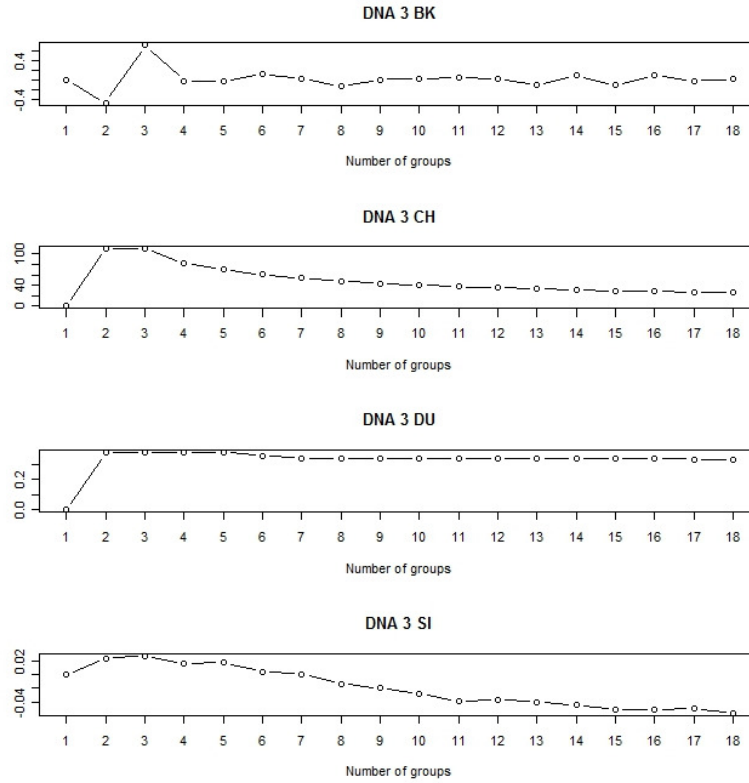 DNA 3 BK
0.4
-0.4
1 2 3 4 5 6 7 8 9 10 11 12 13 14 15 16 17 18
Number of groups
DNA 3 CH
100
40
0
1 2 3 4 5 6 7 8 9 10 11 12 13 14 15 16 17 18
Number of groups
DNA 3 DU
0.2
0.0
1 2 3 4 5 6 7 8 9 10 11 12 13 14 15 16 17 18
Number of groups
DNA 3 SI
0.02
-0.04
1 2 3 4 5 6 7 8 9 10 11 12 13 14 15 16 17 18
Number of groups